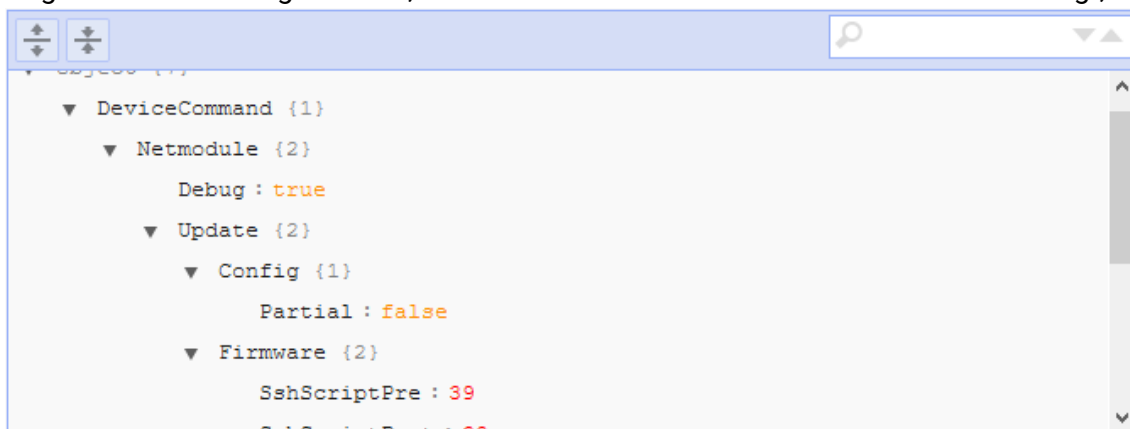 DeviceCommand {1}
Netmodule {2}
Debug : true
Update {2}
Config {1}
Partial : false
Firmware {2}
SshScriptPre : 39